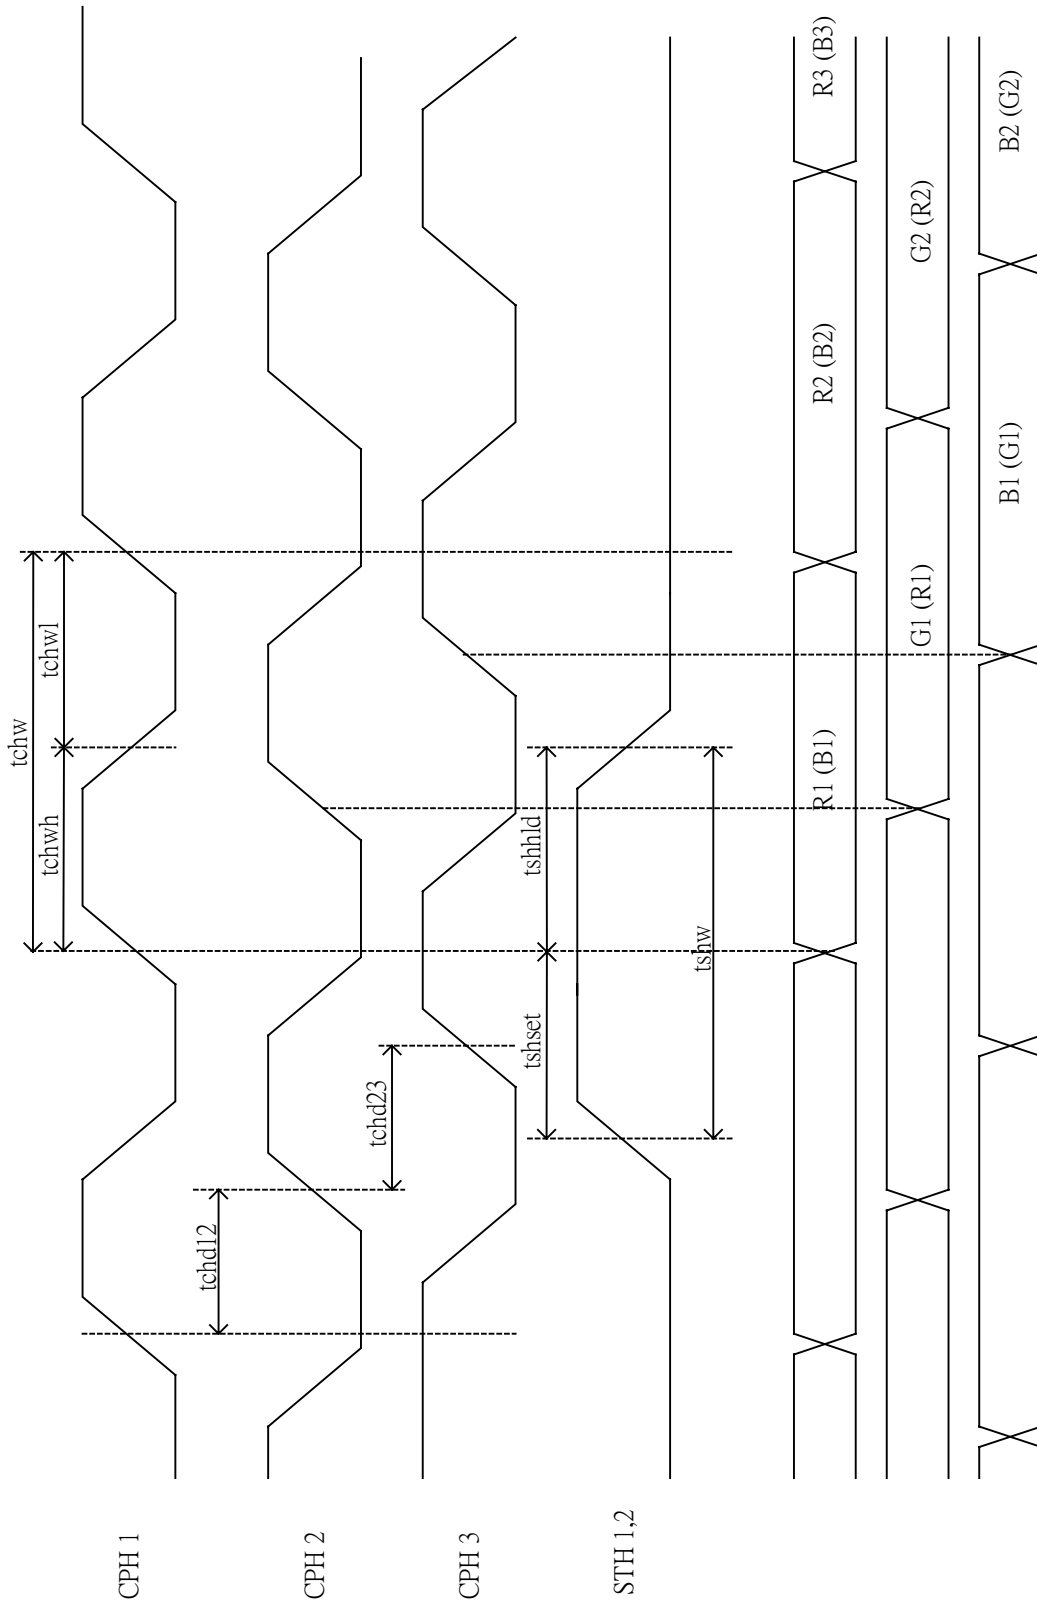 CPH 1
CPH 2
CPH 3
STH 1,2
tchw
tchwh
tchwl
tchd12
tchd23
tshset
tshhld
tshw
R1 (B1)
R2 (B2)
R3 (B3)
G1 (R1)
G2 (R2)
B1 (G1)
B2 (G2)